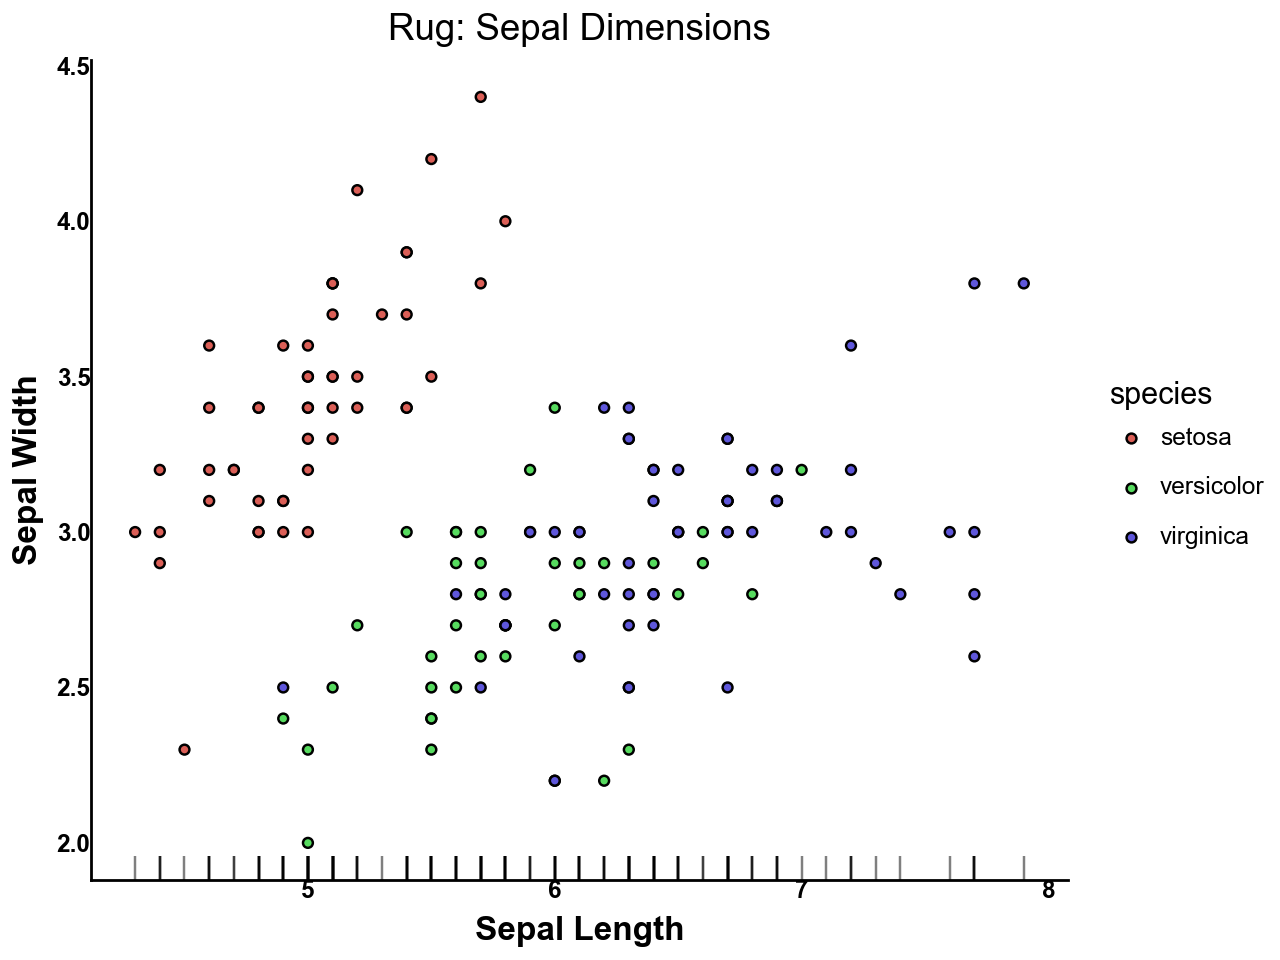 Rug: Sepal Dimensions
4.5
4.0
3.5
3.0
2.5
2.0
Sepal Width
5 6 7 8
Sepal Length
species
setosa
versicolor
virginica